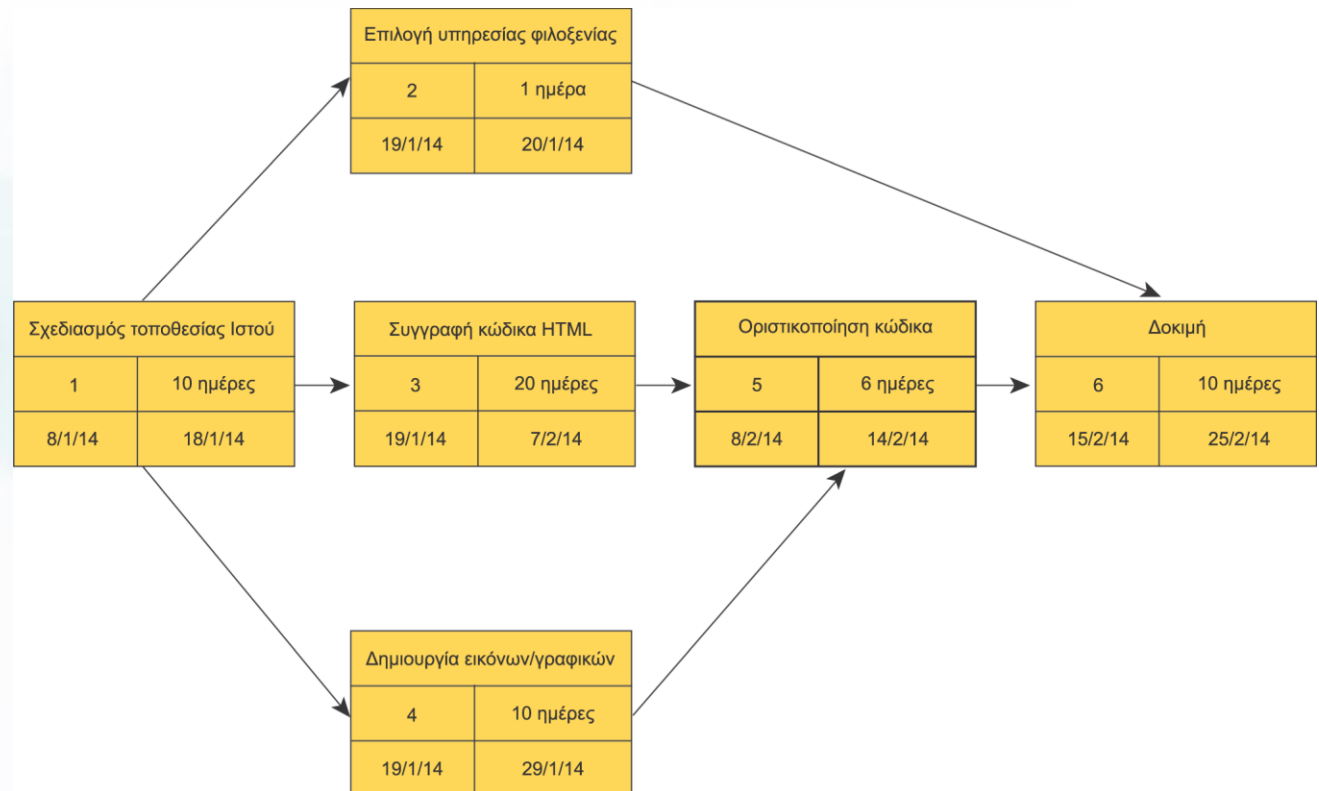 Επιλογή υπηρεσίας φιλοξενίας
2 1 ημέρα
19/1/14 20/1/14
Σχεδιασμός τοποθεσίας Ιστού
1 10 ημέρες
8/1/14 18/1/14
Συγγραφή κώδικα HTML
3 20 ημέρες
19/1/14 7/2/14
Οριστικοποίηση κώδικα
5 6 ημέρες
8/2/14 14/2/14
Δοκιμή
6 10 ημέρες
15/2/14 25/2/14
Δημιουργία εικόνων/γραφικών
4 10 ημέρες
19/1/14 29/1/14